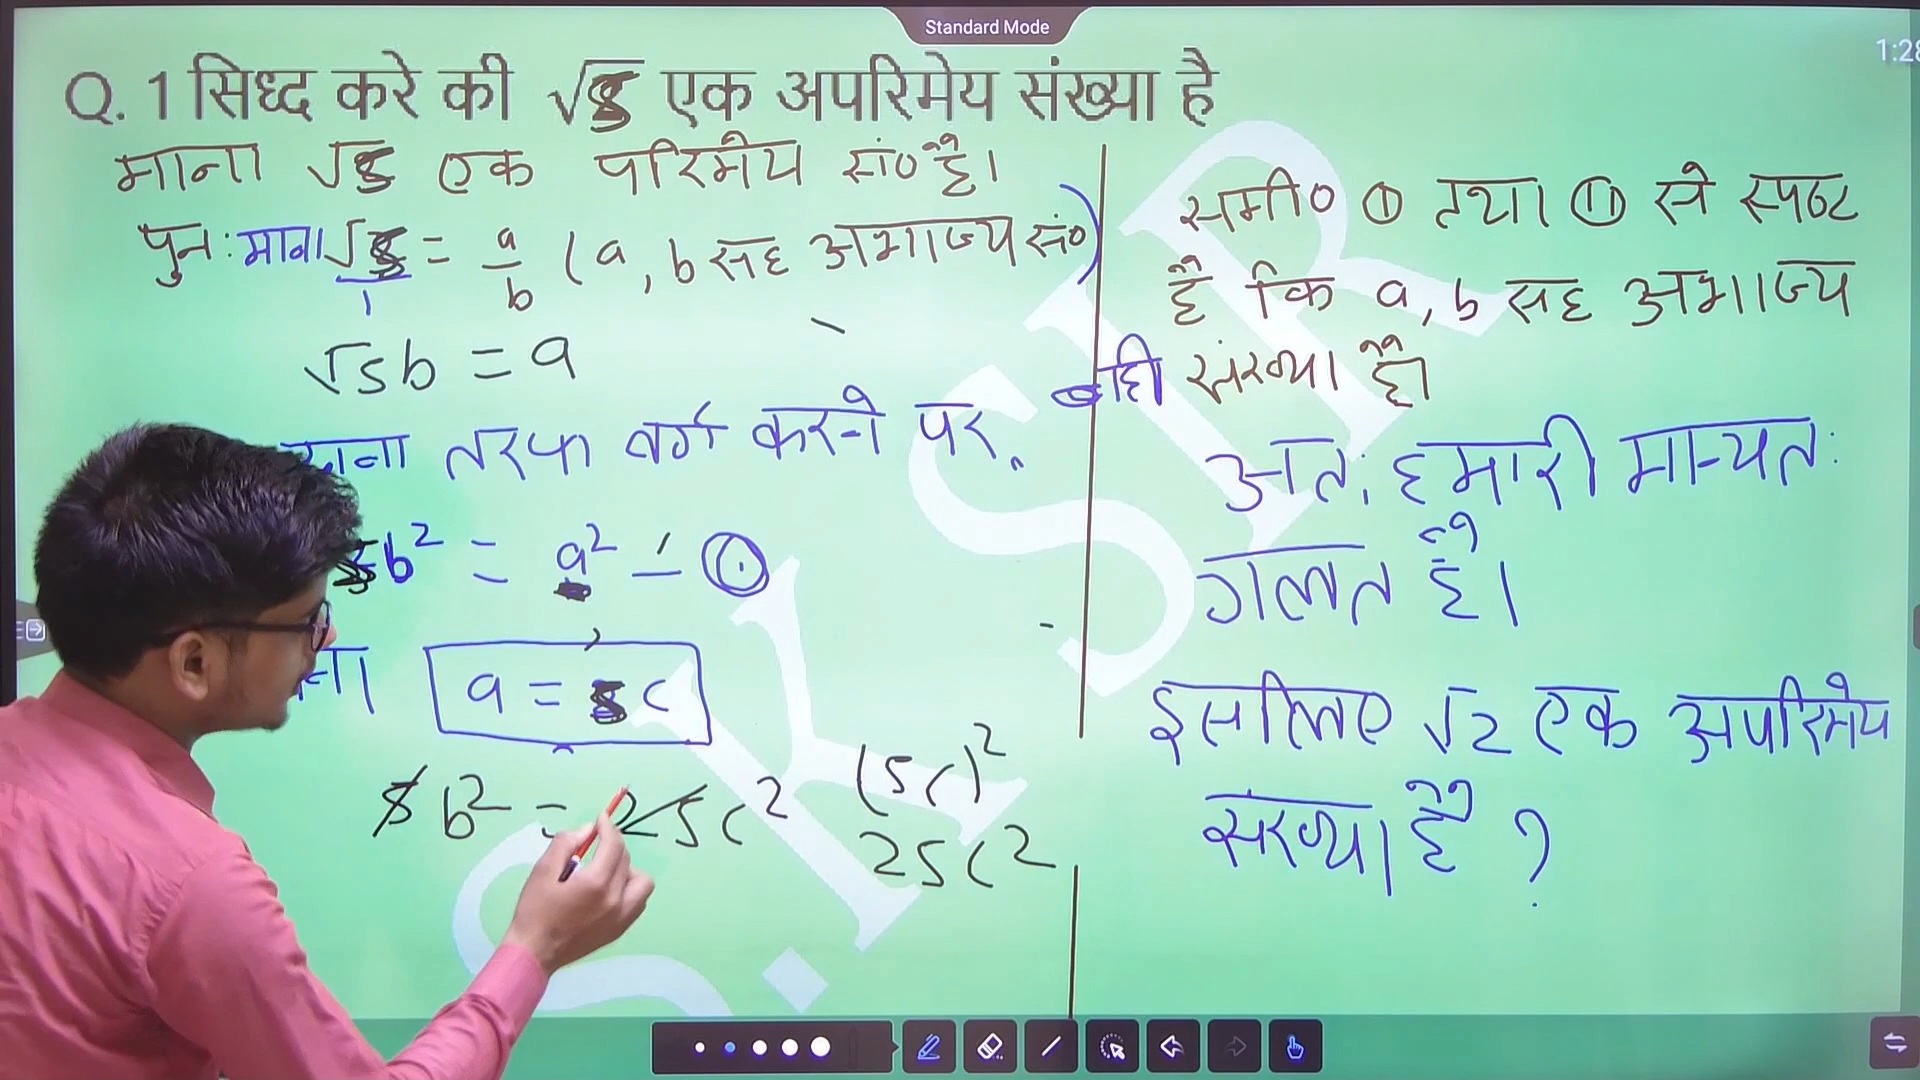 Standard Mode
1:28
Q. 1 सिध्द करे की √5 एक अपरिमेय संख्या है
माना √5 एक परिमेय सं० है।
पुन: माना √5/1 = a/b (a, b सह अभाज्य सं०)
√5b = a
तरफ वर्ग करने पर.
5b² = a² – ①
a = 5c
5b² = 25c²
(5c)²
25c²
समी० ① तथा ⑪ से स्पष्ट
है कि a, b सह अभाज्य
नही संख्या है।
अत: हमारी मान्यत:
गलत है।
इसलिए √2 एक अपरिमेय
संख्या है ?
S.K SIR